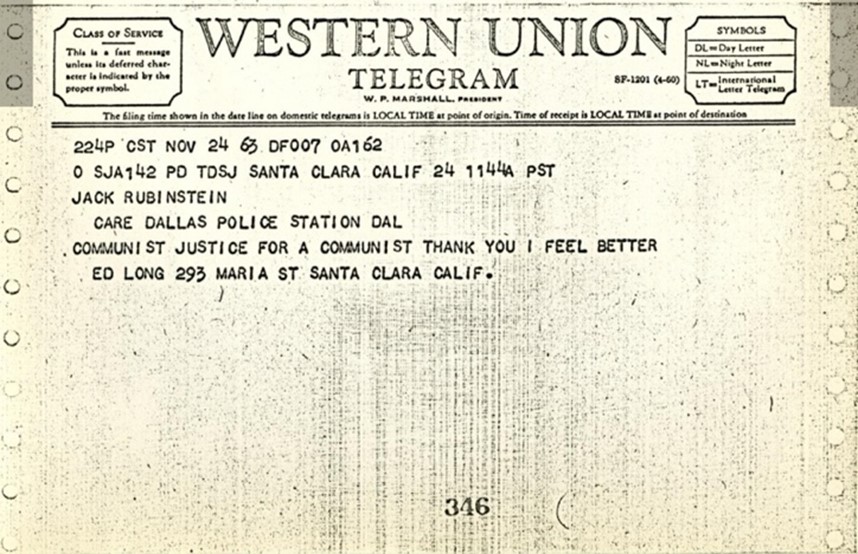 CLASS OF SERVICE
This is a fast message
unless its deferred char-
acter is indicated by the
proper symbol.
WESTERN UNION
TELEGRAM
W. P. MARSHALL, PRESIDENT
SF-1201 (4-60)
SYMBOLS
DL=Day Letter
NL=Night Letter
LT=International Letter Telegram
The filing time shown in the date line on domestic telegrams is LOCAL TIME at point of origin. Time of receipt is LOCAL TIME at point of destination
224P CST NOV 24 63 DF007 OA162
O SJA142 PD TDSJ SANTA CLARA CALIF 24 1144A PST
JACK RUBINSTEIN
CARE DALLAS POLICE STATION DAL
COMMUNIST JUSTICE FOR A COMMUNIST THANK YOU I FEEL BETTER
ED LONG 293 MARIA ST SANTA CLARA CALIF.
346